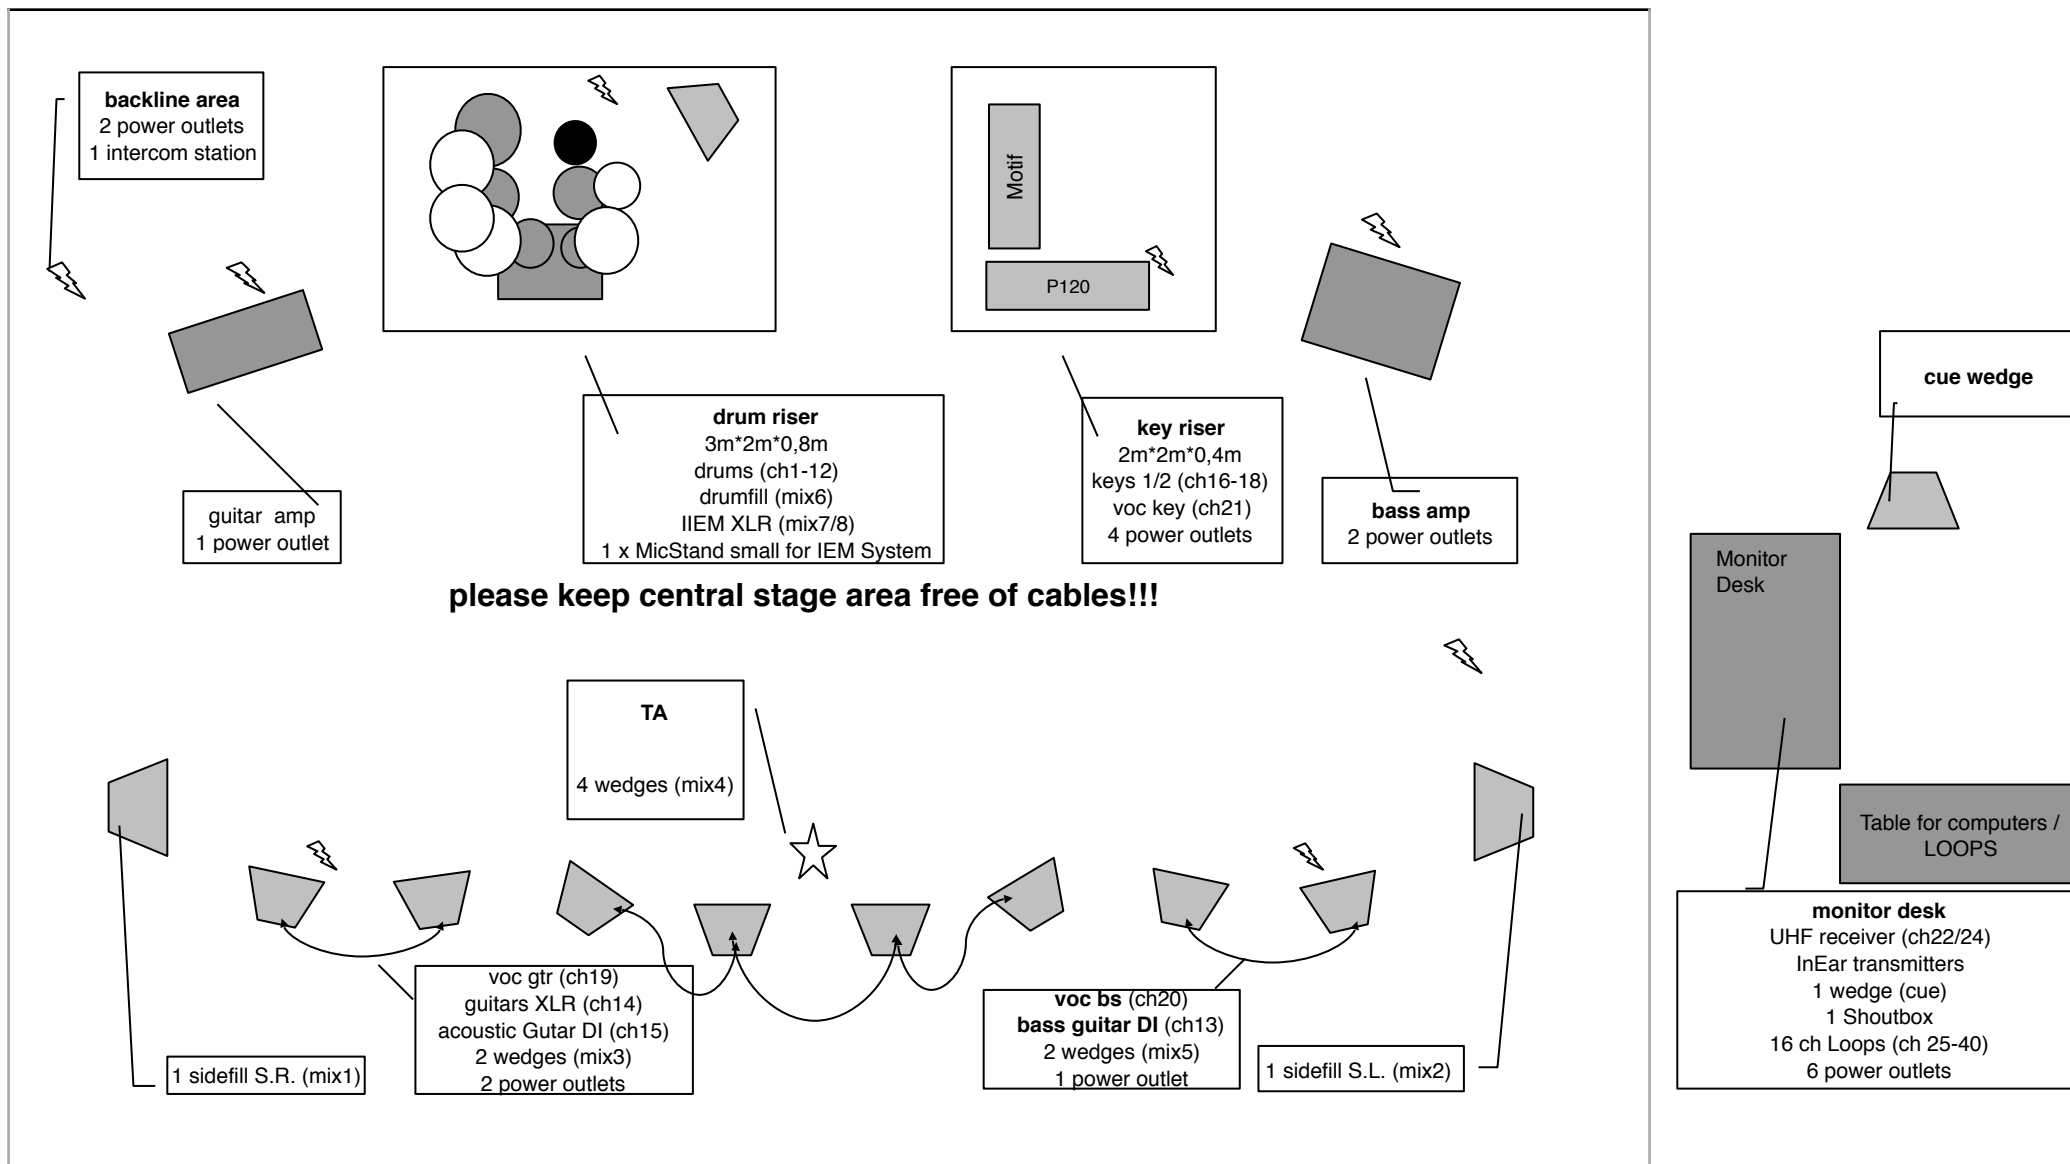 backline area
2 power outlets
1 intercom station
Motif
P120
cue wedge
drum riser
3m*2m*0,8m
drums (ch1-12)
drumfill (mix6)
IIEM XLR (mix7/8)
1 x MicStand small for IEM System
key riser
2m*2m*0,4m
keys 1/2 (ch16-18)
voc key (ch21)
4 power outlets
guitar amp
1 power outlet
bass amp
2 power outlets
Monitor
Desk
please keep central stage area free of cables!!!
TA
4 wedges (mix4)
Table for computers /
LOOPS
voc gtr (ch19)
guitars XLR (ch14)
acoustic Gutar DI (ch15)
2 wedges (mix3)
2 power outlets
voc bs (ch20)
bass guitar DI (ch13)
2 wedges (mix5)
1 power outlet
1 sidefill S.R. (mix1)
1 sidefill S.L. (mix2)
monitor desk
UHF receiver (ch22/24)
InEar transmitters
1 wedge (cue)
1 Shoutbox
16 ch Loops (ch 25-40)
6 power outlets